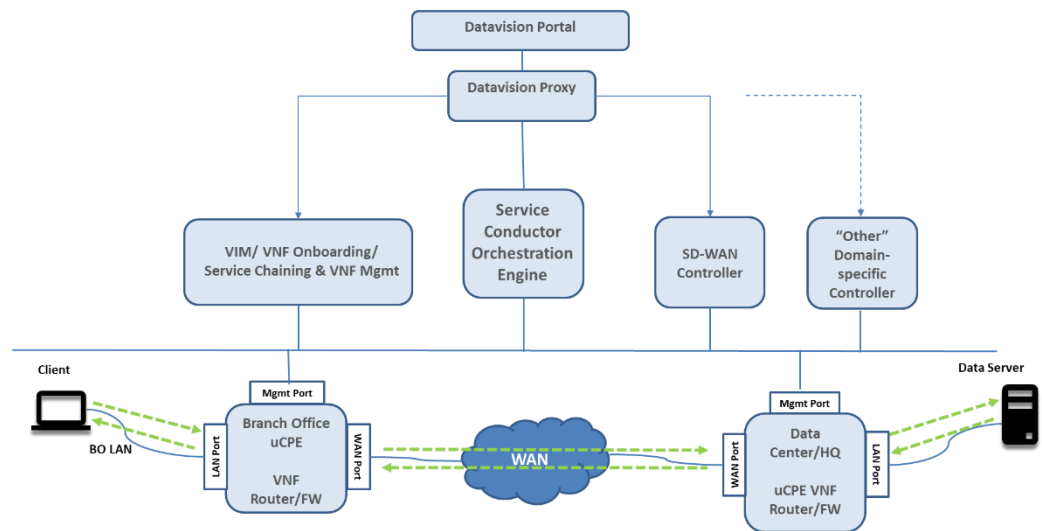 Datavision Portal
Datavision Proxy
VIM/ VNF Onboarding/
Service Chaining & VNF Mgmt
Service
Conductor
Orchestration
Engine
SD-WAN
Controller
“Other”
Domain-
specific
Controller
Client
Data Server
Mgmt Port
Mgmt Port
BO LAN
LAN Port
Branch Office
uCPE
VNF
Router/FW
WAN Port
WAN
WAN Port
Data
Center/HQ
uCPE VNF
Router/FW
LAN Port